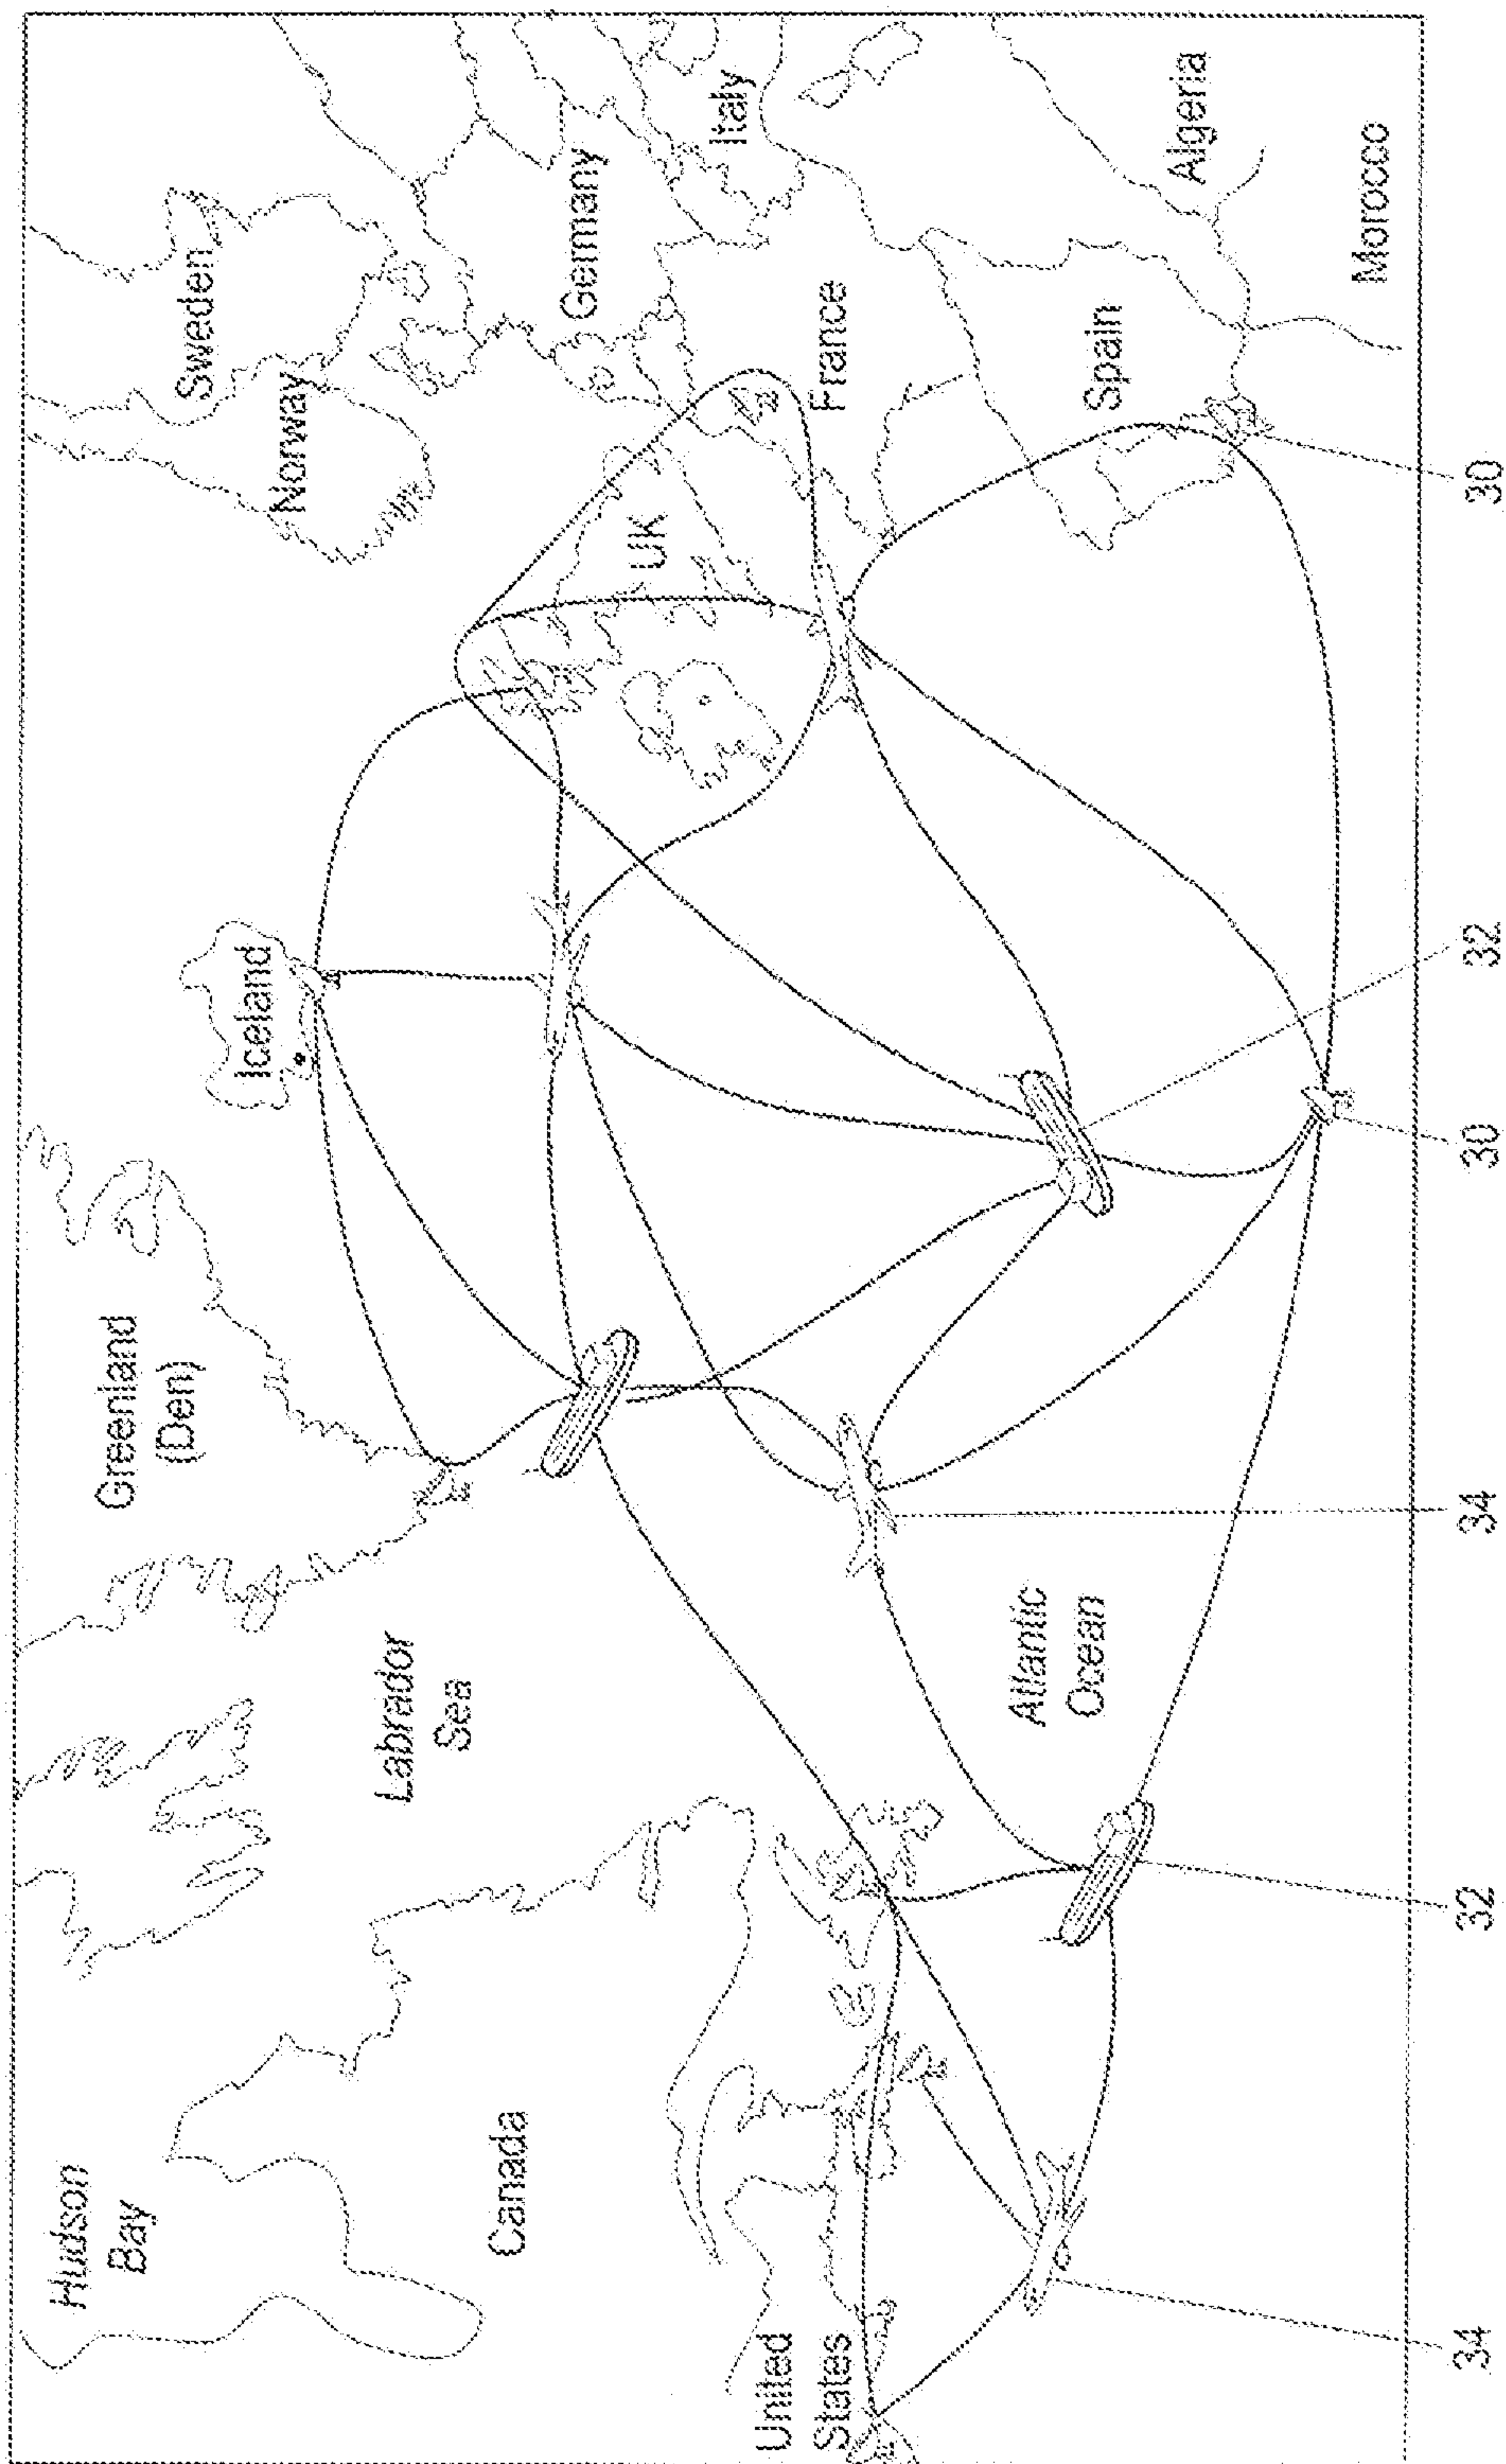 Hudson
Bay
Greenland
(Den)
Iceland
Sweden
Norway
Labrador
Sea
Canada
UK
Germany
Italy
United
States
France
Atlantic
Ocean
Spain
Algeria
Morocco
34
32
34
30
32
30